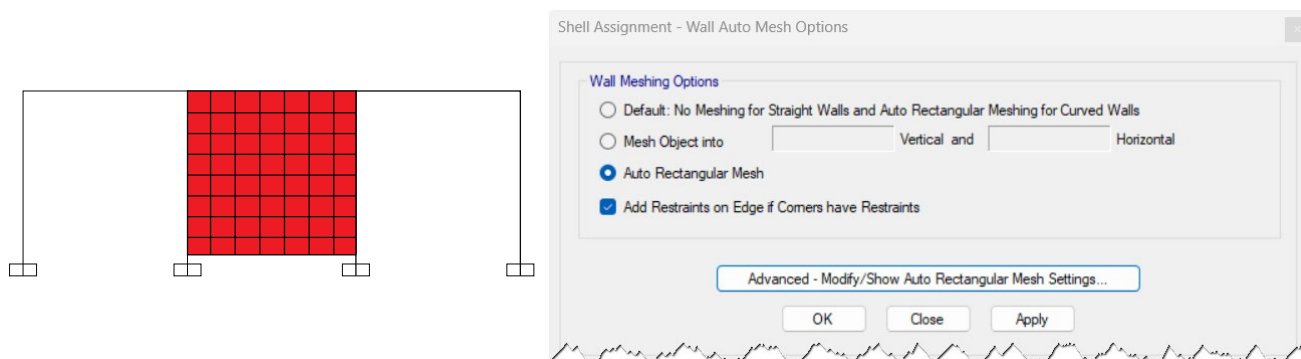 Shell Assignment - Wall Auto Mesh Options
Wall Meshing Options
Default: No Meshing for Straight Walls and Auto Rectangular Meshing for Curved Walls
Mesh Object into Vertical and Horizontal
Auto Rectangular Mesh
Add Restraints on Edge if Corners have Restraints
Advanced - Modify/Show Auto Rectangular Mesh Settings...
OK Close Apply